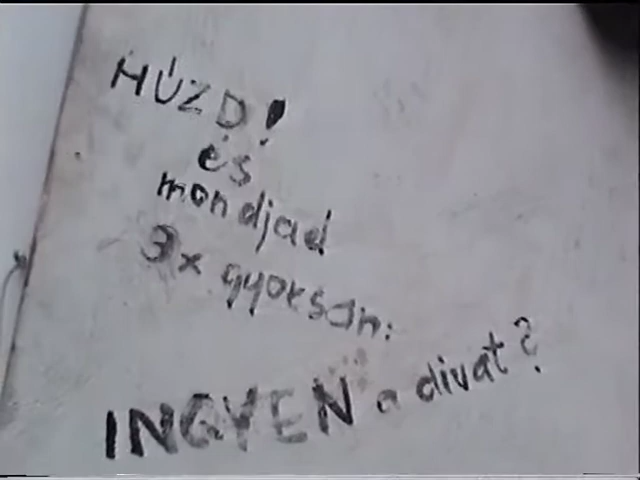 HÚZD!
és
mondjad
3x gyorsan:
INGYEN a divat?